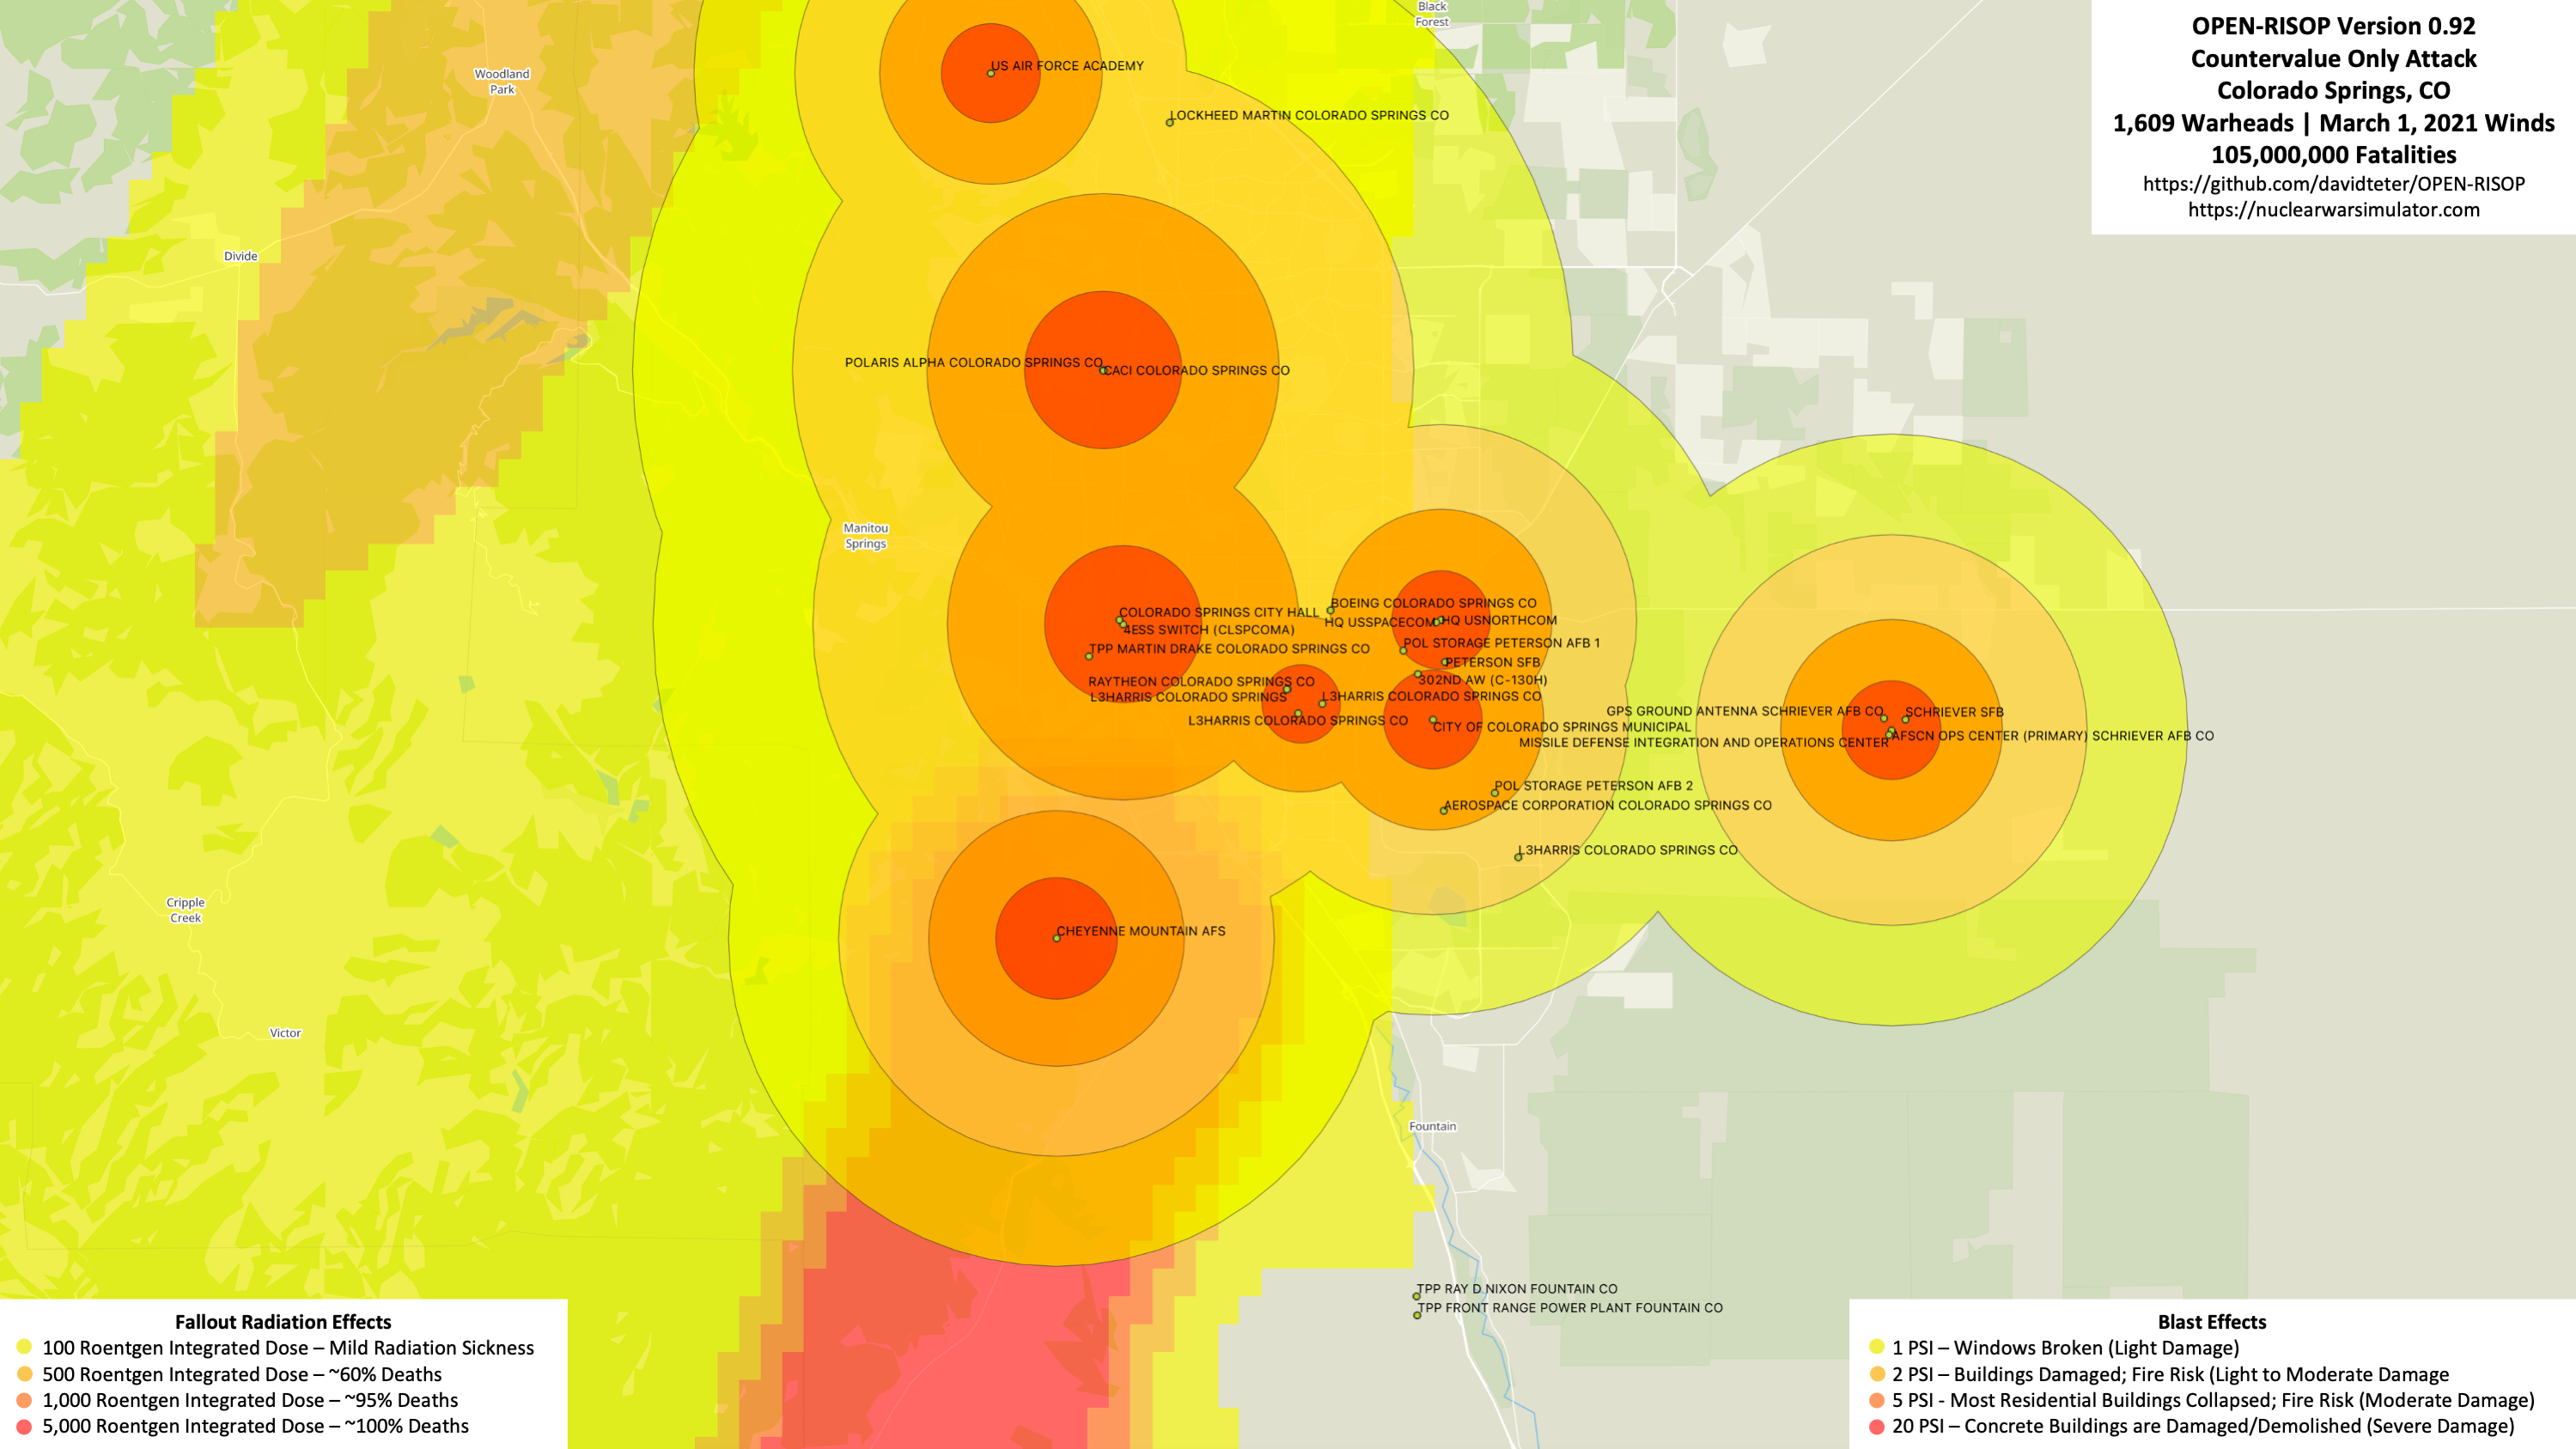 Black
Forest
OPEN-RISOP Version 0.92
Countervalue Only Attack
Colorado Springs, CO
1,609 Warheads | March 1, 2021 Winds
105,000,000 Fatalities
https://github.com/davidteter/OPEN-RISOP
https://nuclearwarsimulator.com
Woodland
Park
US AIR FORCE ACADEMY
LOCKHEED MARTIN COLORADO SPRINGS CO
Divide
POLARIS ALPHA COLORADO SPRINGS CO
CACI COLORADO SPRINGS CO
Manitou
Springs
COLORADO SPRINGS CITY HALL
4ESS SWITCH (CLSPCOMA)
TPP MARTIN DRAKE COLORADO SPRINGS CO
BOEING COLORADO SPRINGS CO
HQ USSPACECOM
HQ USNORTHCOM
POL STORAGE PETERSON AFB 1
PETERSON SFB
302ND AW (C-130H)
RAYTHEON COLORADO SPRINGS CO
L3HARRIS COLORADO SPRINGS
L3HARRIS COLORADO SPRINGS CO
L3HARRIS COLORADO SPRINGS CO
CITY OF COLORADO SPRINGS MUNICIPAL
GPS GROUND ANTENNA SCHRIEVER AFB CO
SCHRIEVER SFB
MISSILE DEFENSE INTEGRATION AND OPERATIONS CENTER
AFSCN OPS CENTER (PRIMARY) SCHRIEVER AFB CO
POL STORAGE PETERSON AFB 2
AEROSPACE CORPORATION COLORADO SPRINGS CO
L3HARRIS COLORADO SPRINGS CO
Cripple
Creek
CHEYENNE MOUNTAIN AFS
Victor
Fountain
TPP RAY D NIXON FOUNTAIN CO
TPP FRONT RANGE POWER PLANT FOUNTAIN CO
Fallout Radiation Effects
100 Roentgen Integrated Dose – Mild Radiation Sickness
500 Roentgen Integrated Dose – ~60% Deaths
1,000 Roentgen Integrated Dose – ~95% Deaths
5,000 Roentgen Integrated Dose – ~100% Deaths
Blast Effects
1 PSI – Windows Broken (Light Damage)
2 PSI – Buildings Damaged; Fire Risk (Light to Moderate Damage
5 PSI - Most Residential Buildings Collapsed; Fire Risk (Moderate Damage)
20 PSI – Concrete Buildings are Damaged/Demolished (Severe Damage)